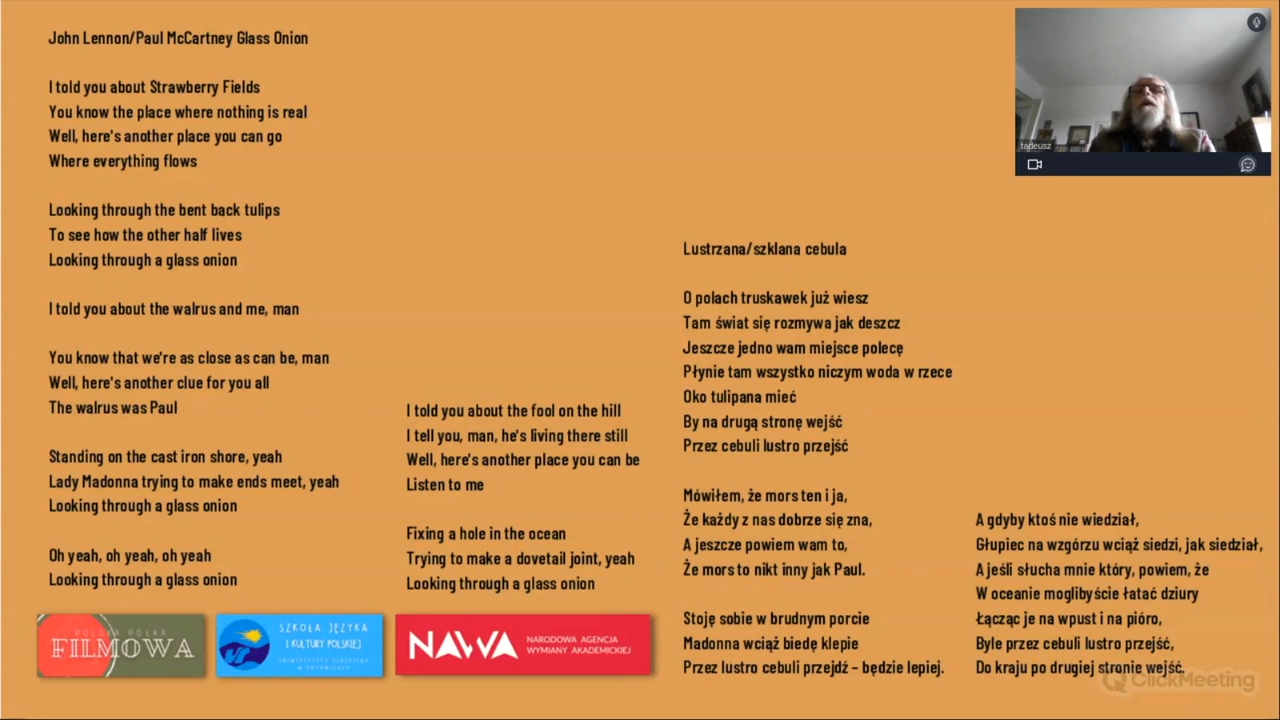 John Lennon/Paul McCartney Glass Onion
I told you about Strawberry Fields
You know the place where nothing is real
Well, here's another place you can go
Where everything flows
Looking through the bent back tulips
To see how the other half lives
Looking through a glass onion
I told you about the walrus and me, man
You know that we're as close as can be, man
Well, here's another clue for you all
The walrus was Paul
Standing on the cast iron shore, yeah
Lady Madonna trying to make ends meet, yeah
Looking through a glass onion
Oh yeah, oh yeah, oh yeah
Looking through a glass onion
I told you about the fool on the hill
I tell you, man, he's living there still
Well, here's another place you can be
Listen to me
Fixing a hole in the ocean
Trying to make a dovetail joint, yeah
Looking through a glass onion
Lustrzana/szklana cebula
O polach truskawek już wiesz
Tam świat się rozmywa jak deszcz
Jeszcze jedno wam miejsce polecę
Płynie tam wszystko niczym woda w rzece
Oko tulipana mieć
By na drugą stronę wejść
Przez cebuli lustro przejść
Mówiłem, że mors ten i ja,
Że każdy z nas dobrze się zna,
A jeszcze powiem wam to,
Że mors to nikt inny jak Paul.
Stoję sobie w brudnym porcie
Madonna wciąż biedę klepie
Przez lustro cebuli przejdź – będzie lepiej.
A gdyby ktoś nie wiedział,
Głupiec na wzgórzu wciąż siedzi, jak siedział,
A jeśli słucha mnie który, powiem, że
W oceanie moglibyście łatać dziury
Łącząc je na wpust i na pióro,
Byle przez cebuli lustro przejść,
Do kraju po drugiej stronie wejść.
tadeusz
POLSKA PÓŁKA
FILMOWA
SZKOŁA JĘZYKA
I KULTURY POLSKIEJ
UNIWERSYTETU ŚLĄSKIEGO
W KATOWICACH
NAWA
NARODOWA AGENCJA
WYMIANY AKADEMICKIEJ
ClickMeeting